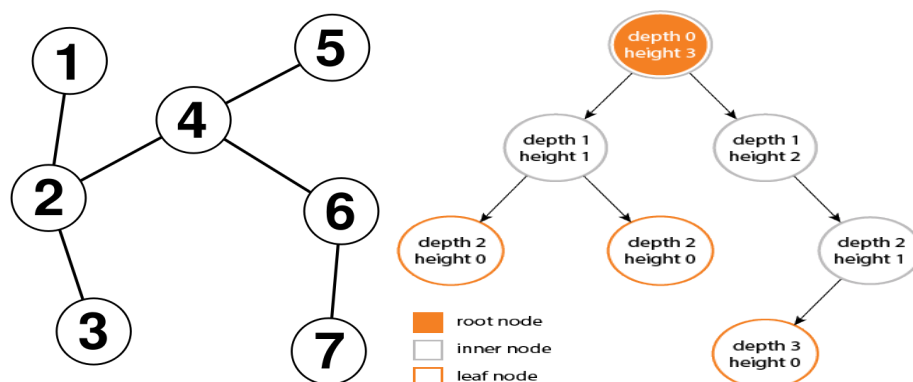 1
5
4
2
6
3
7
depth 0
height 3
depth 1
height 1
depth 1
height 2
depth 2
height 0
depth 2
height 0
depth 2
height 1
depth 3
height 0
root node
inner node
leaf node